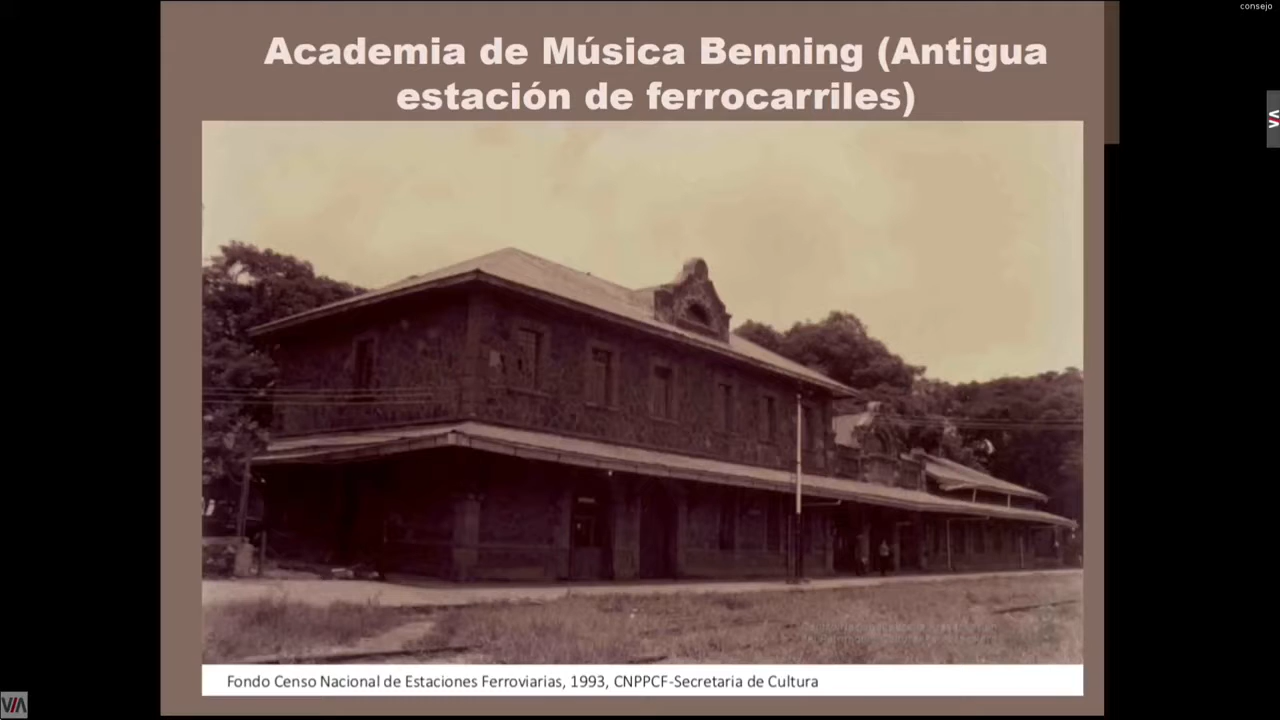 consejo
Academia de Música Benning (Antigua
estación de ferrocarriles)
Fondo Censo Nacional de Estaciones Ferroviarias, 1993, CNPPCF-Secretaria de Cultura
VIA